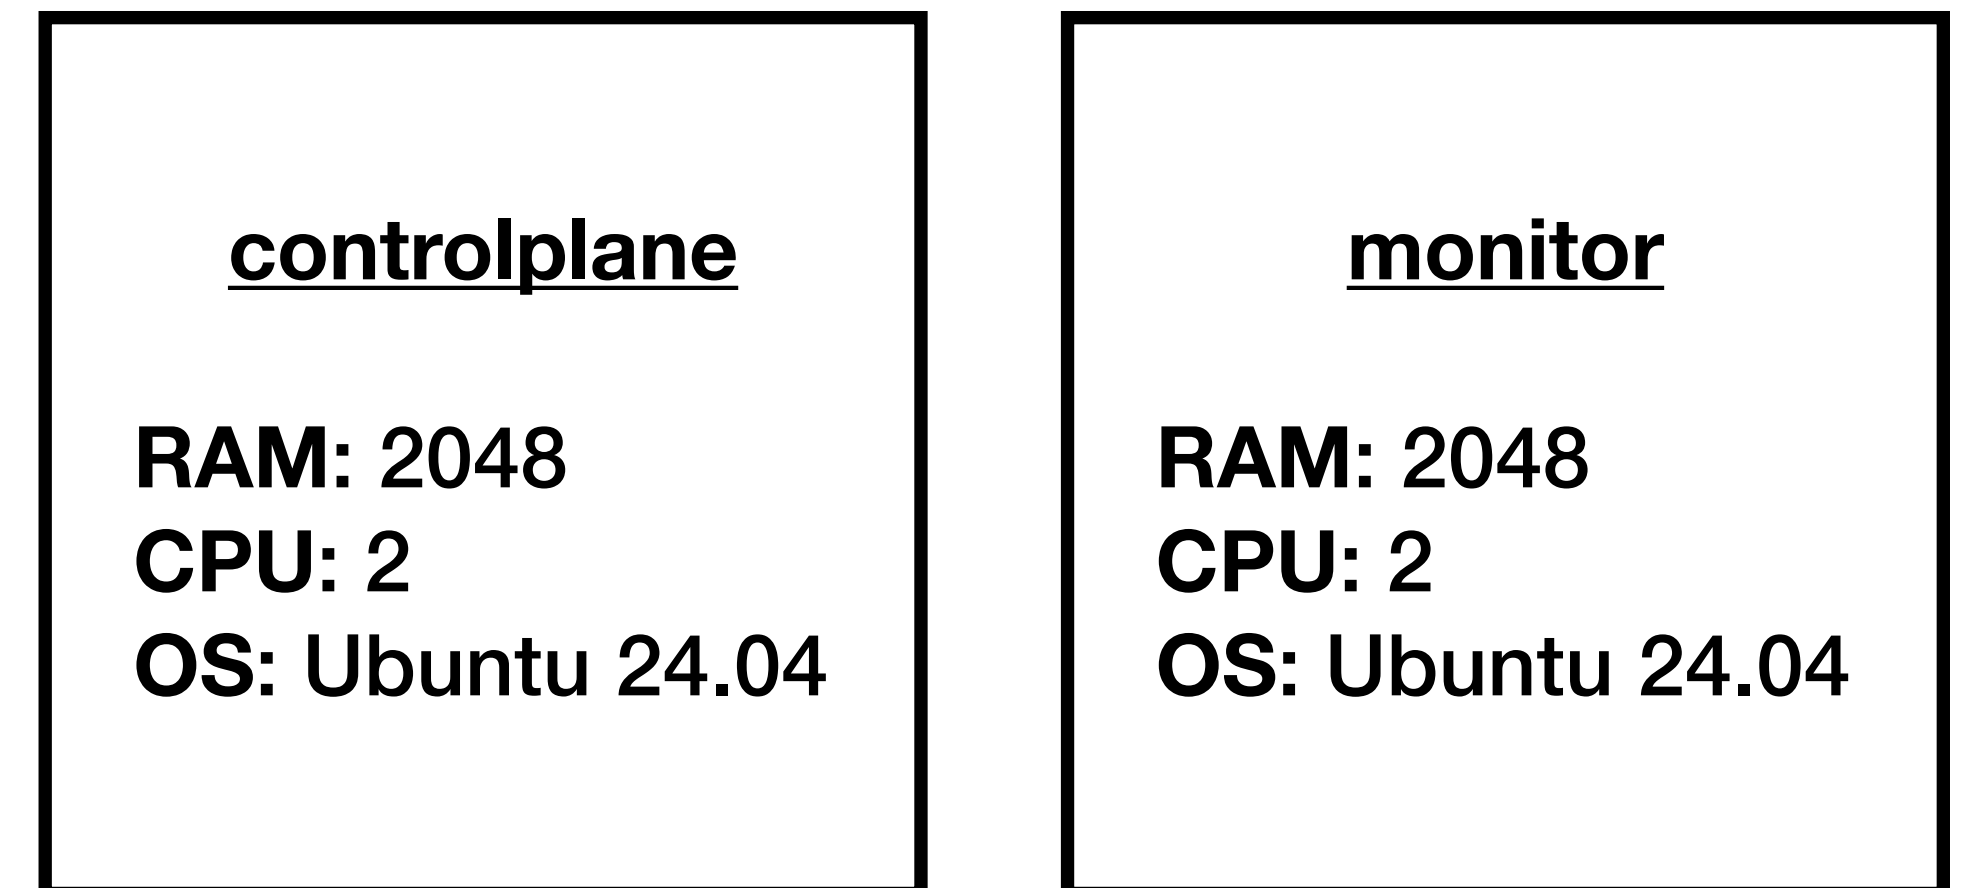 controlplane
RAM: 2048
CPU: 2
OS: Ubuntu 24.04
monitor
RAM: 2048
CPU: 2
OS: Ubuntu 24.04